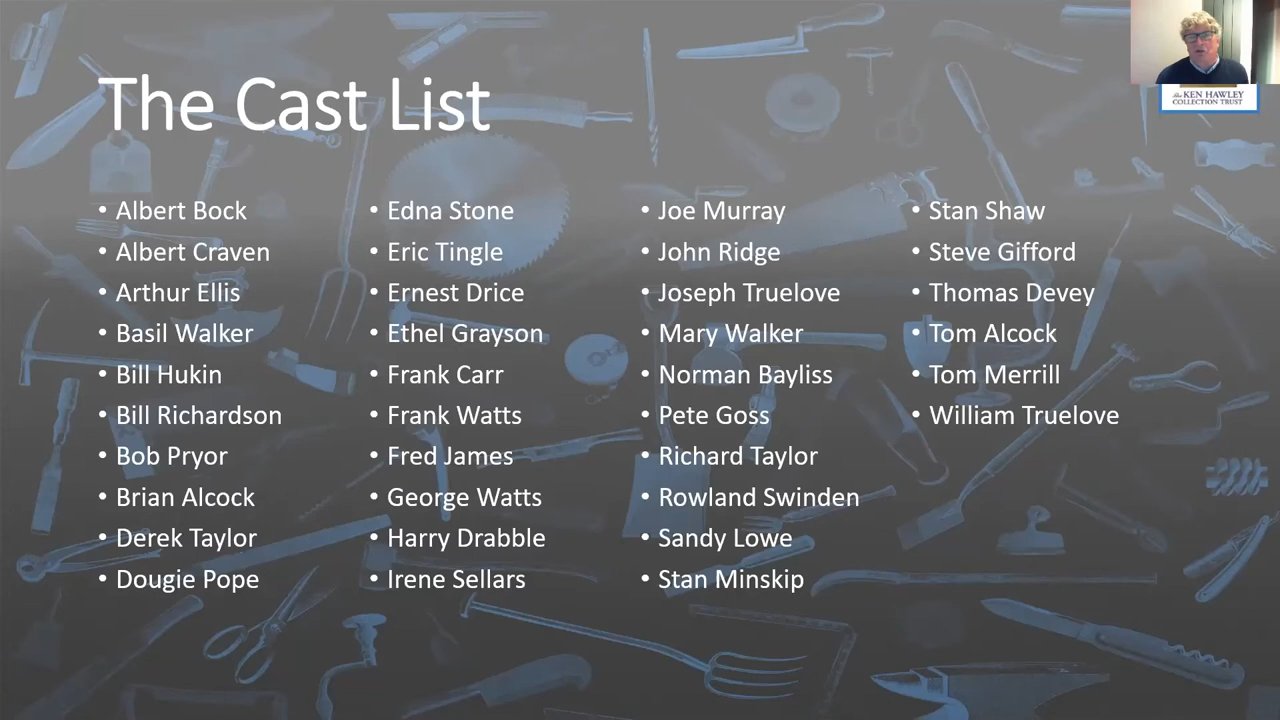 The Cast List
• Albert Bock
• Albert Craven
• Arthur Ellis
• Basil Walker
• Bill Hukin
• Bill Richardson
• Bob Pryor
• Brian Alcock
• Derek Taylor
• Dougie Pope
• Edna Stone
• Eric Tingle
• Ernest Drice
• Ethel Grayson
• Frank Carr
• Frank Watts
• Fred James
• George Watts
• Harry Drabble
• Irene Sellars
• Joe Murray
• John Ridge
• Joseph Truelove
• Mary Walker
• Norman Bayliss
• Pete Goss
• Richard Taylor
• Rowland Swinden
• Sandy Lowe
• Stan Minskip
• Stan Shaw
• Steve Gifford
• Thomas Devey
• Tom Alcock
• Tom Merrill
• William Truelove
The KEN HAWLEY
COLLECTION TRUST